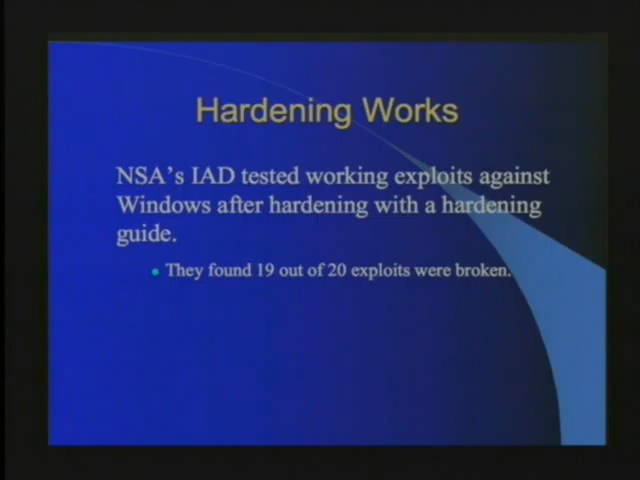 Hardening Works
NSA's IAD tested working exploits against
Windows after hardening with a hardening
guide.
They found 19 out of 20 exploits were broken.